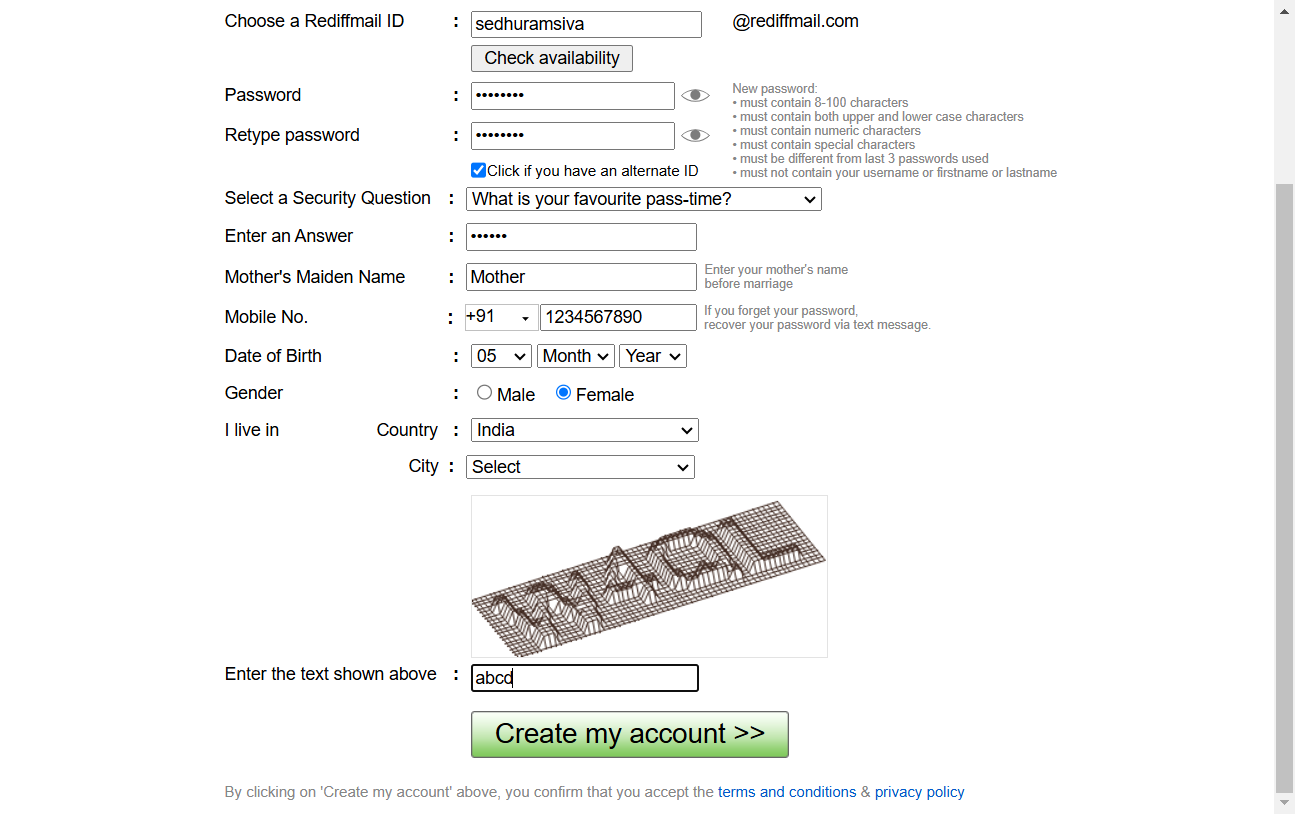 Choose a Rediffmail ID : sedhuramsiva @rediffmail.com
Check availability
Password : ••••••••
New password:
• must contain 8-100 characters
• must contain both upper and lower case characters
• must contain numeric characters
• must contain special characters
• must be different from last 3 passwords used
• must not contain your username or firstname or lastname
Retype password : ••••••••
Click if you have an alternate ID
Select a Security Question : What is your favourite pass-time?
Enter an Answer : ••••••
Mother's Maiden Name : Mother
Enter your mother's name
before marriage
Mobile No. : +91 1234567890
If you forget your password,
recover your password via text message.
Date of Birth : 05 Month Year
Gender : Male Female
I live in Country : India
City : Select
Enter the text shown above : abcd
Create my account >>
By clicking on 'Create my account' above, you confirm that you accept the terms and conditions & privacy policy